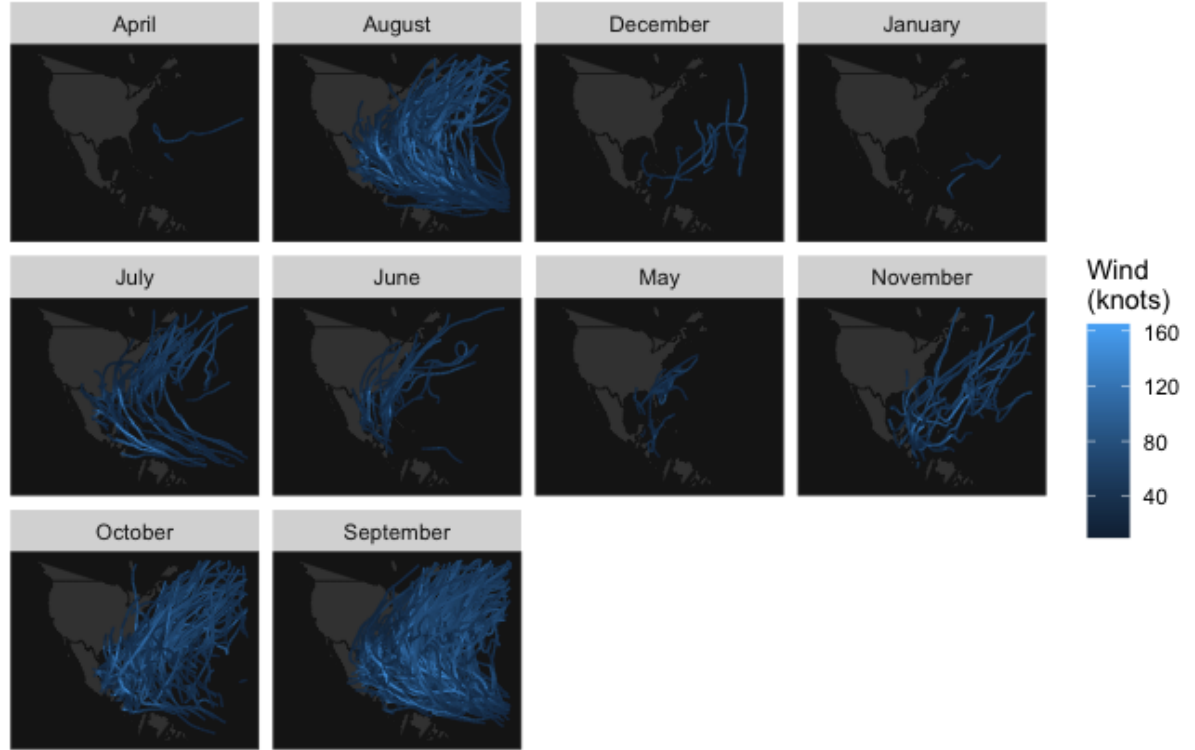 April
August
December
January
July
June
May
November
October
September
Wind
(knots)
160
120
80
40